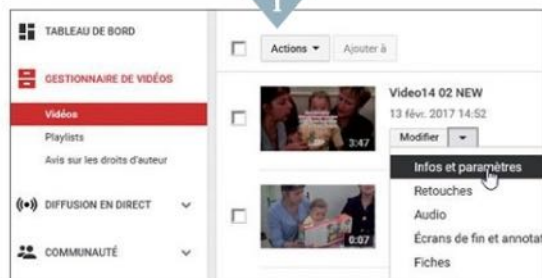 1
TABLEAU DE BORD
GESTIONNAIRE DE VIDÉOS
Vidéos
Playlists
Avis sur les droits d'auteur
DIFFUSION EN DIRECT
COMMUNAUTÉ
Actions Ajouter à
Video14 02 NEW
13 févr. 2017 14:52
Modifier
3:47
Infos et paramètres
Retouches
Audio
Écrans de fin et annotat
Fiches
0:07